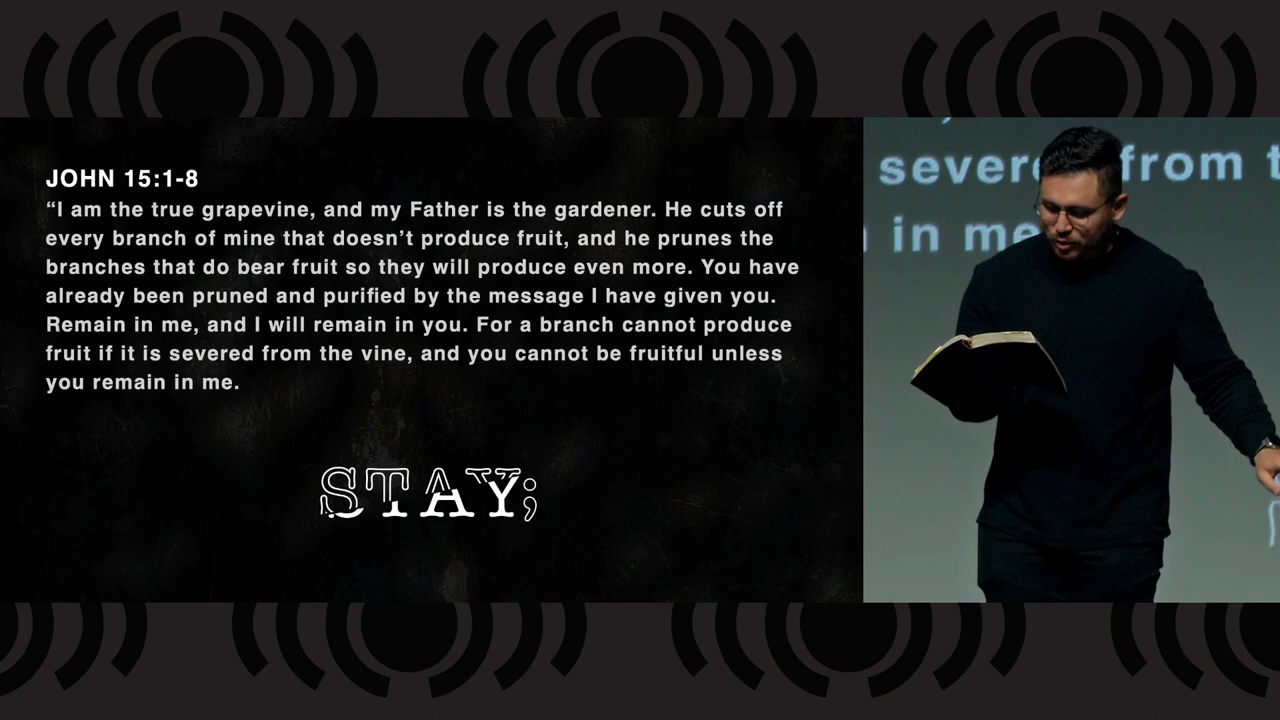 JOHN 15:1-8
“I am the true grapevine, and my Father is the gardener. He cuts off
every branch of mine that doesn’t produce fruit, and he prunes the
branches that do bear fruit so they will produce even more. You have
already been pruned and purified by the message I have given you.
Remain in me, and I will remain in you. For a branch cannot produce
fruit if it is severed from the vine, and you cannot be fruitful unless
you remain in me.
STAY;
severe from t
in me